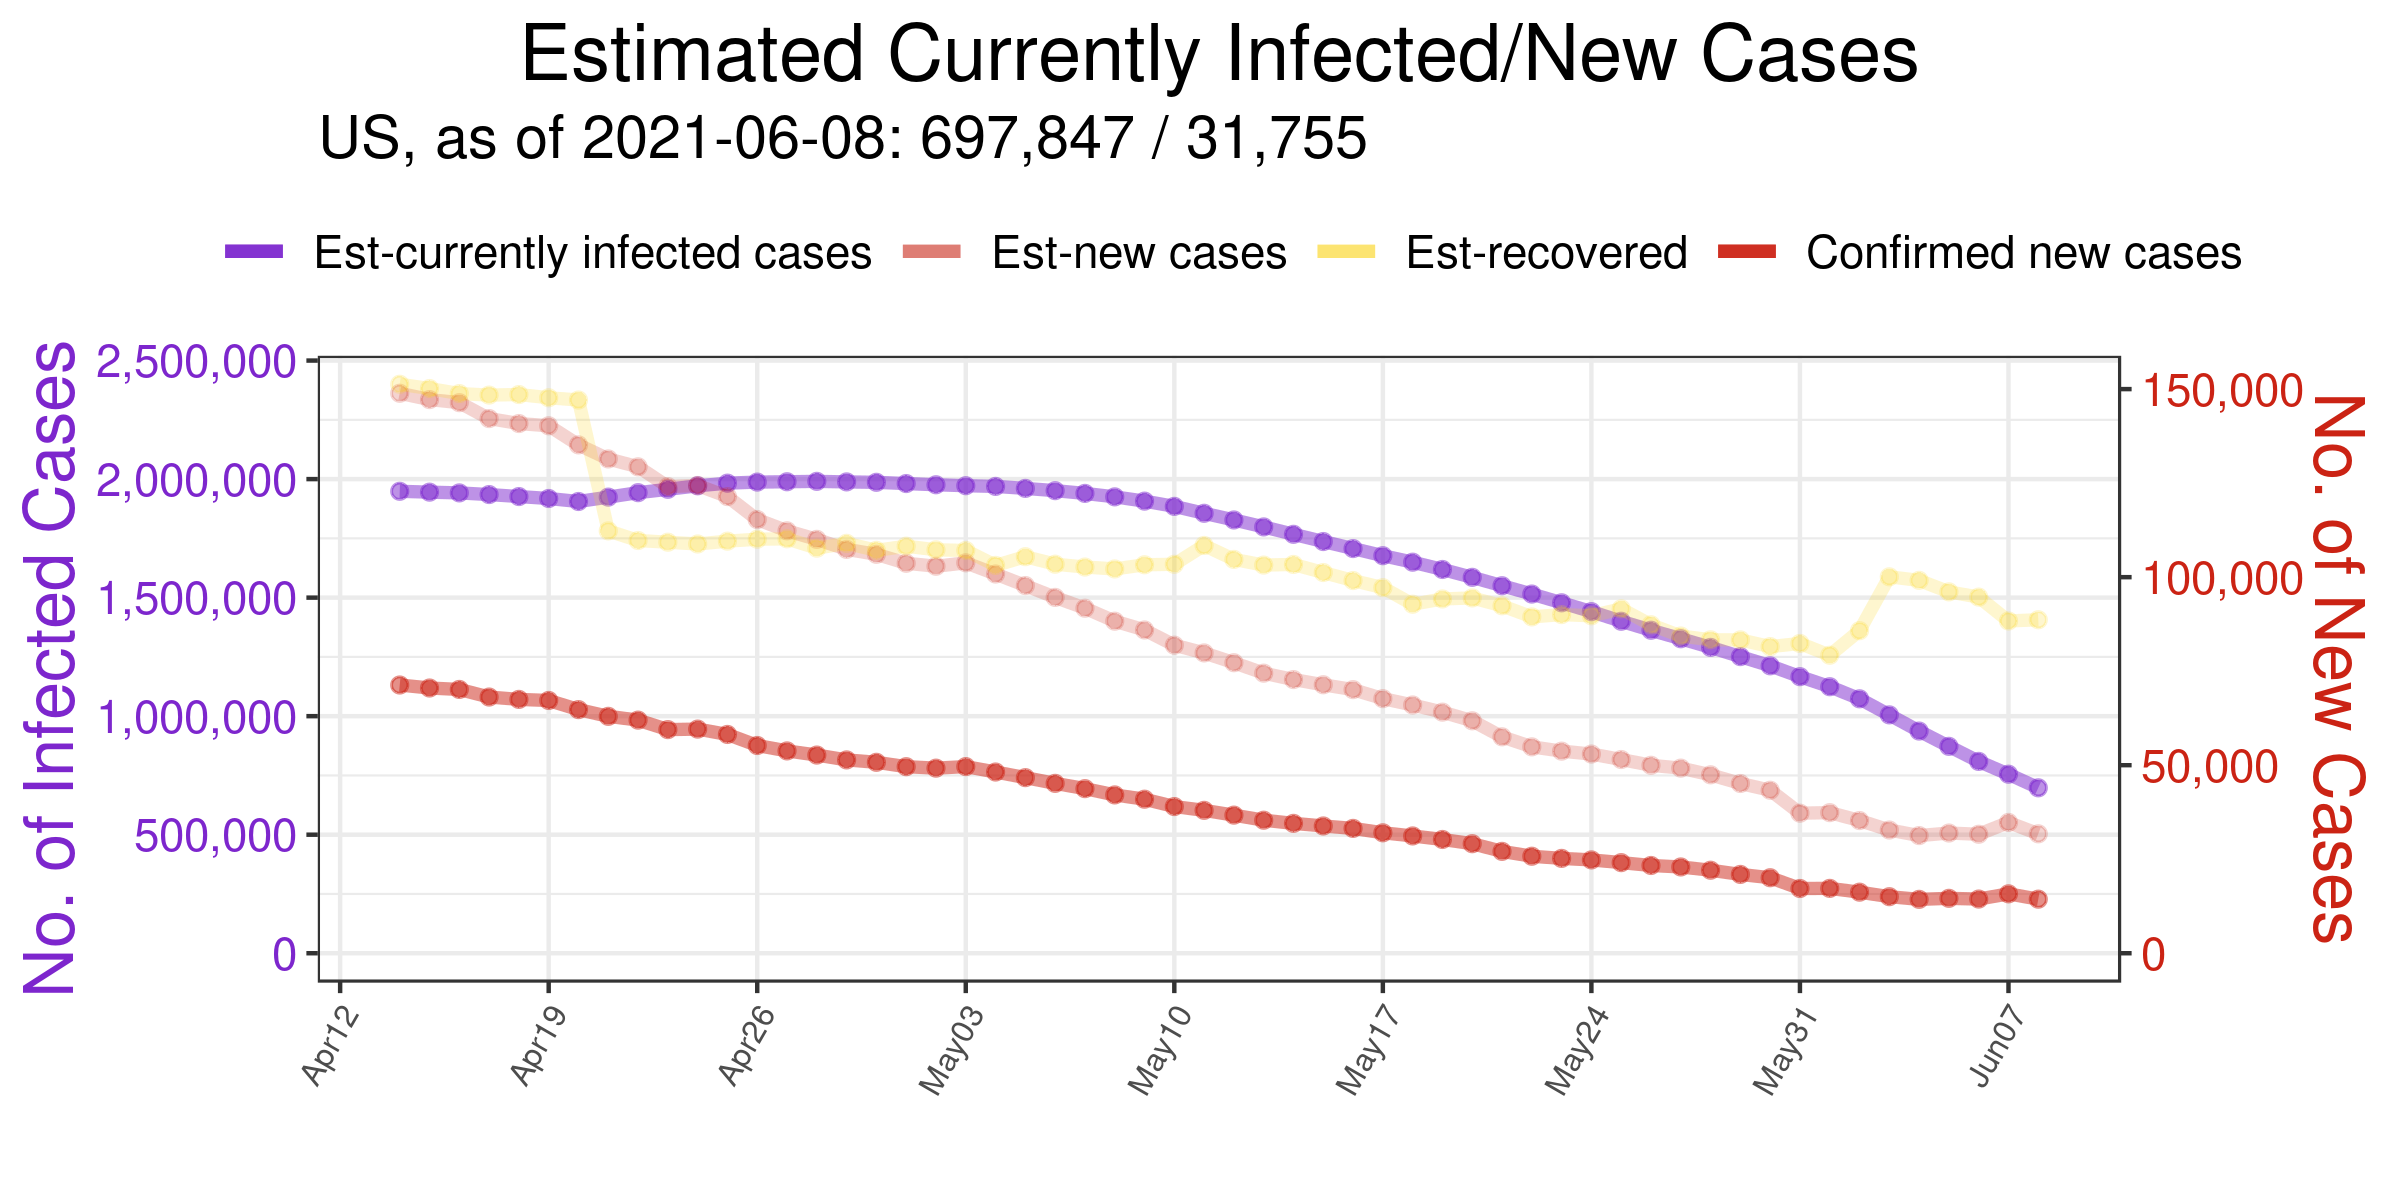 Estimated Currently Infected/New Cases
US, as of 2021-06-08: 697,847 / 31,755
Est-currently infected cases Est-new cases Est-recovered Confirmed new cases
No. of Infected Cases
2,500,000
2,000,000
1,500,000
1,000,000
500,000
0
150,000
100,000
50,000
0
No. of New Cases
Apr12 Apr19 Apr26 May03 May10 May17 May24 May31 Jun07